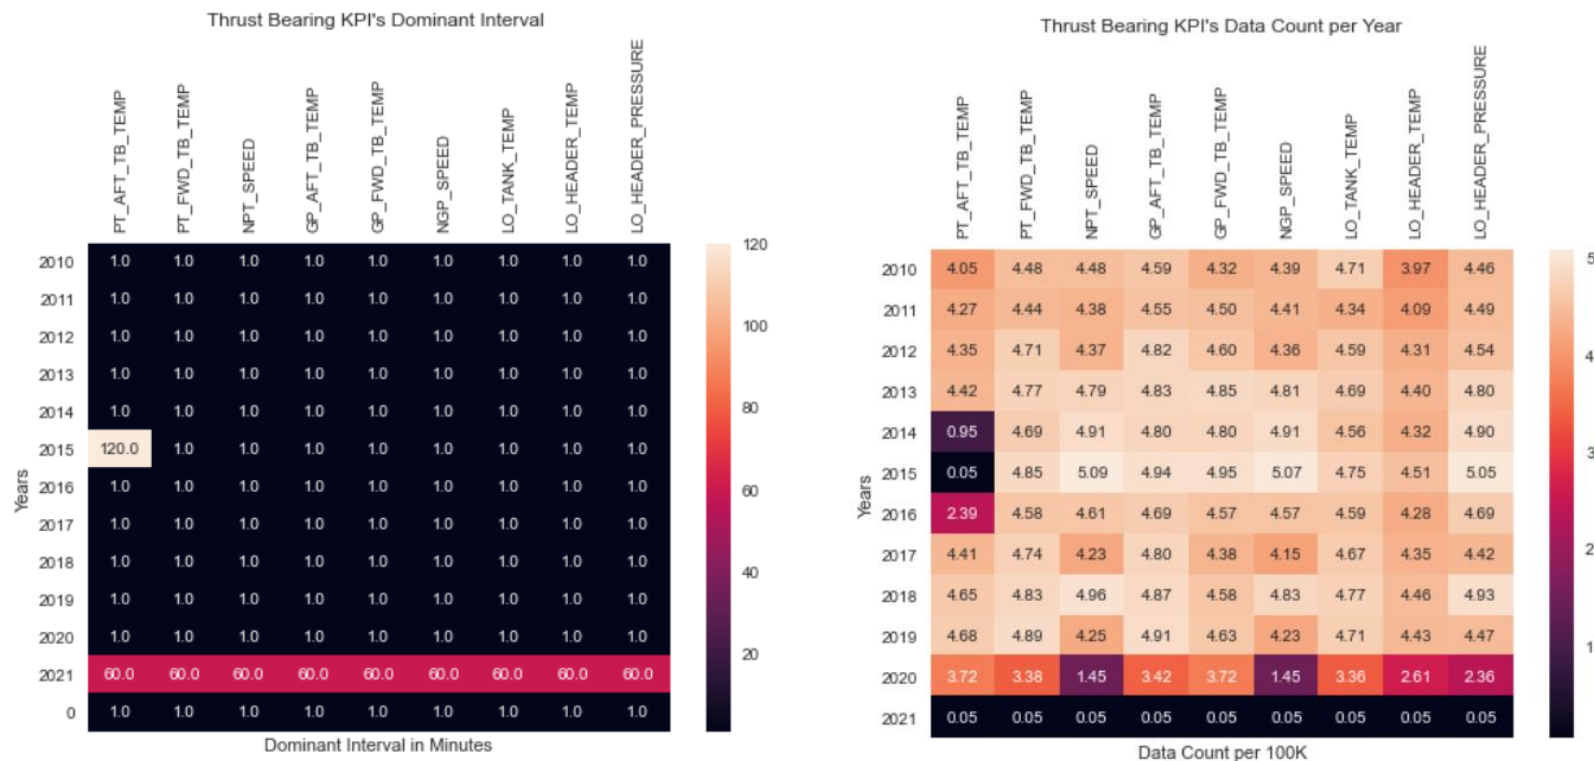 Thrust Bearing KPI's Dominant Interval
PT_AFT_TB_TEMP
PT_FWD_TB_TEMP
NPT_SPEED
GP_AFT_TB_TEMP
GP_FWD_TB_TEMP
NGP_SPEED
LO_TANK_TEMP
LO_HEADER_TEMP
LO_HEADER_PRESSURE
2010 1.0 1.0 1.0 1.0 1.0 1.0 1.0 1.0 1.0
2011 1.0 1.0 1.0 1.0 1.0 1.0 1.0 1.0 1.0
2012 1.0 1.0 1.0 1.0 1.0 1.0 1.0 1.0 1.0
2013 1.0 1.0 1.0 1.0 1.0 1.0 1.0 1.0 1.0
2014 1.0 1.0 1.0 1.0 1.0 1.0 1.0 1.0 1.0
2015 120.0 1.0 1.0 1.0 1.0 1.0 1.0 1.0 1.0
2016 1.0 1.0 1.0 1.0 1.0 1.0 1.0 1.0 1.0
2017 1.0 1.0 1.0 1.0 1.0 1.0 1.0 1.0 1.0
2018 1.0 1.0 1.0 1.0 1.0 1.0 1.0 1.0 1.0
2019 1.0 1.0 1.0 1.0 1.0 1.0 1.0 1.0 1.0
2020 1.0 1.0 1.0 1.0 1.0 1.0 1.0 1.0 1.0
2021 60.0 60.0 60.0 60.0 60.0 60.0 60.0 60.0 60.0
0 1.0 1.0 1.0 1.0 1.0 1.0 1.0 1.0 1.0
Years
Dominant Interval in Minutes
120
100
80
60
40
20
Thrust Bearing KPI's Data Count per Year
PT_AFT_TB_TEMP
PT_FWD_TB_TEMP
NPT_SPEED
GP_AFT_TB_TEMP
GP_FWD_TB_TEMP
NGP_SPEED
LO_TANK_TEMP
LO_HEADER_TEMP
LO_HEADER_PRESSURE
2010 4.05 4.48 4.48 4.59 4.32 4.39 4.71 3.97 4.46
2011 4.27 4.44 4.38 4.55 4.50 4.41 4.34 4.09 4.49
2012 4.35 4.71 4.37 4.82 4.60 4.36 4.59 4.31 4.54
2013 4.42 4.77 4.79 4.83 4.85 4.81 4.69 4.40 4.80
2014 0.95 4.69 4.91 4.80 4.80 4.91 4.56 4.32 4.90
2015 0.05 4.85 5.09 4.94 4.95 5.07 4.75 4.51 5.05
2016 2.39 4.58 4.61 4.69 4.57 4.57 4.59 4.28 4.69
2017 4.41 4.74 4.23 4.80 4.38 4.15 4.67 4.35 4.42
2018 4.65 4.83 4.96 4.87 4.58 4.83 4.77 4.46 4.93
2019 4.68 4.89 4.25 4.91 4.63 4.23 4.71 4.43 4.47
2020 3.72 3.38 1.45 3.42 3.72 1.45 3.36 2.61 2.36
2021 0.05 0.05 0.05 0.05 0.05 0.05 0.05 0.05 0.05
Years
Data Count per 100K
5
4
3
2
1